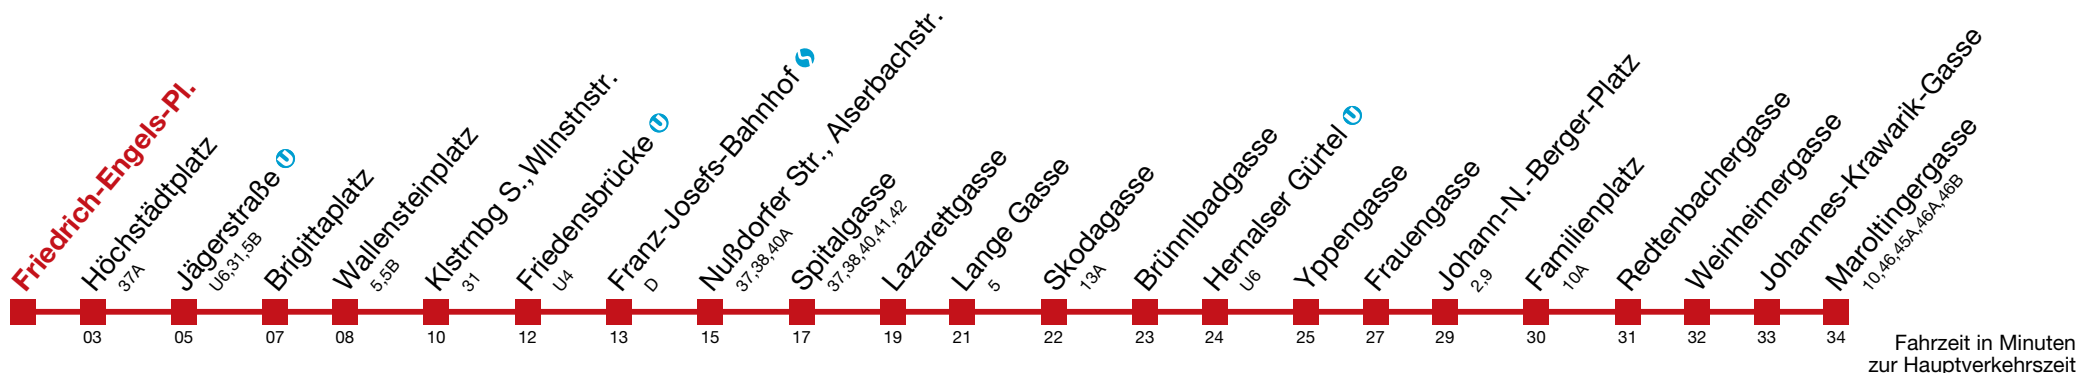 Friedrich-Engels-Pl.
Höchstädtplatz
37A
03
Jägerstraße U
U6,31,5B
05
Brigittaplatz
07
Wallensteinplatz
5,5B
08
Klstrnbg S., Wllnstnstr.
31
10
Friedensbrücke U
U4
12
Franz-Josefs-Bahnhof S
D
13
Nußdorfer Str., Alserbachstr.
37,38,40A
15
Spitalgasse
37,38,40,41,42
17
Lazarettgasse
19
Lange Gasse
5
21
Skodagasse
13A
22
Brünnlbadgasse
23
Hernalser Gürtel U
U6
24
Yppengasse
25
Frauengasse
27
Johann-N.-Berger-Platz
2,9
29
Familienplatz
10A
30
Redtenbachergasse
31
Weinheimergasse
32
Johannes-Krawarik-Gasse
33
Maroltingergasse
10,46,45A,46A,46B
34
Fahrzeit in Minuten
zur Hauptverkehrszeit